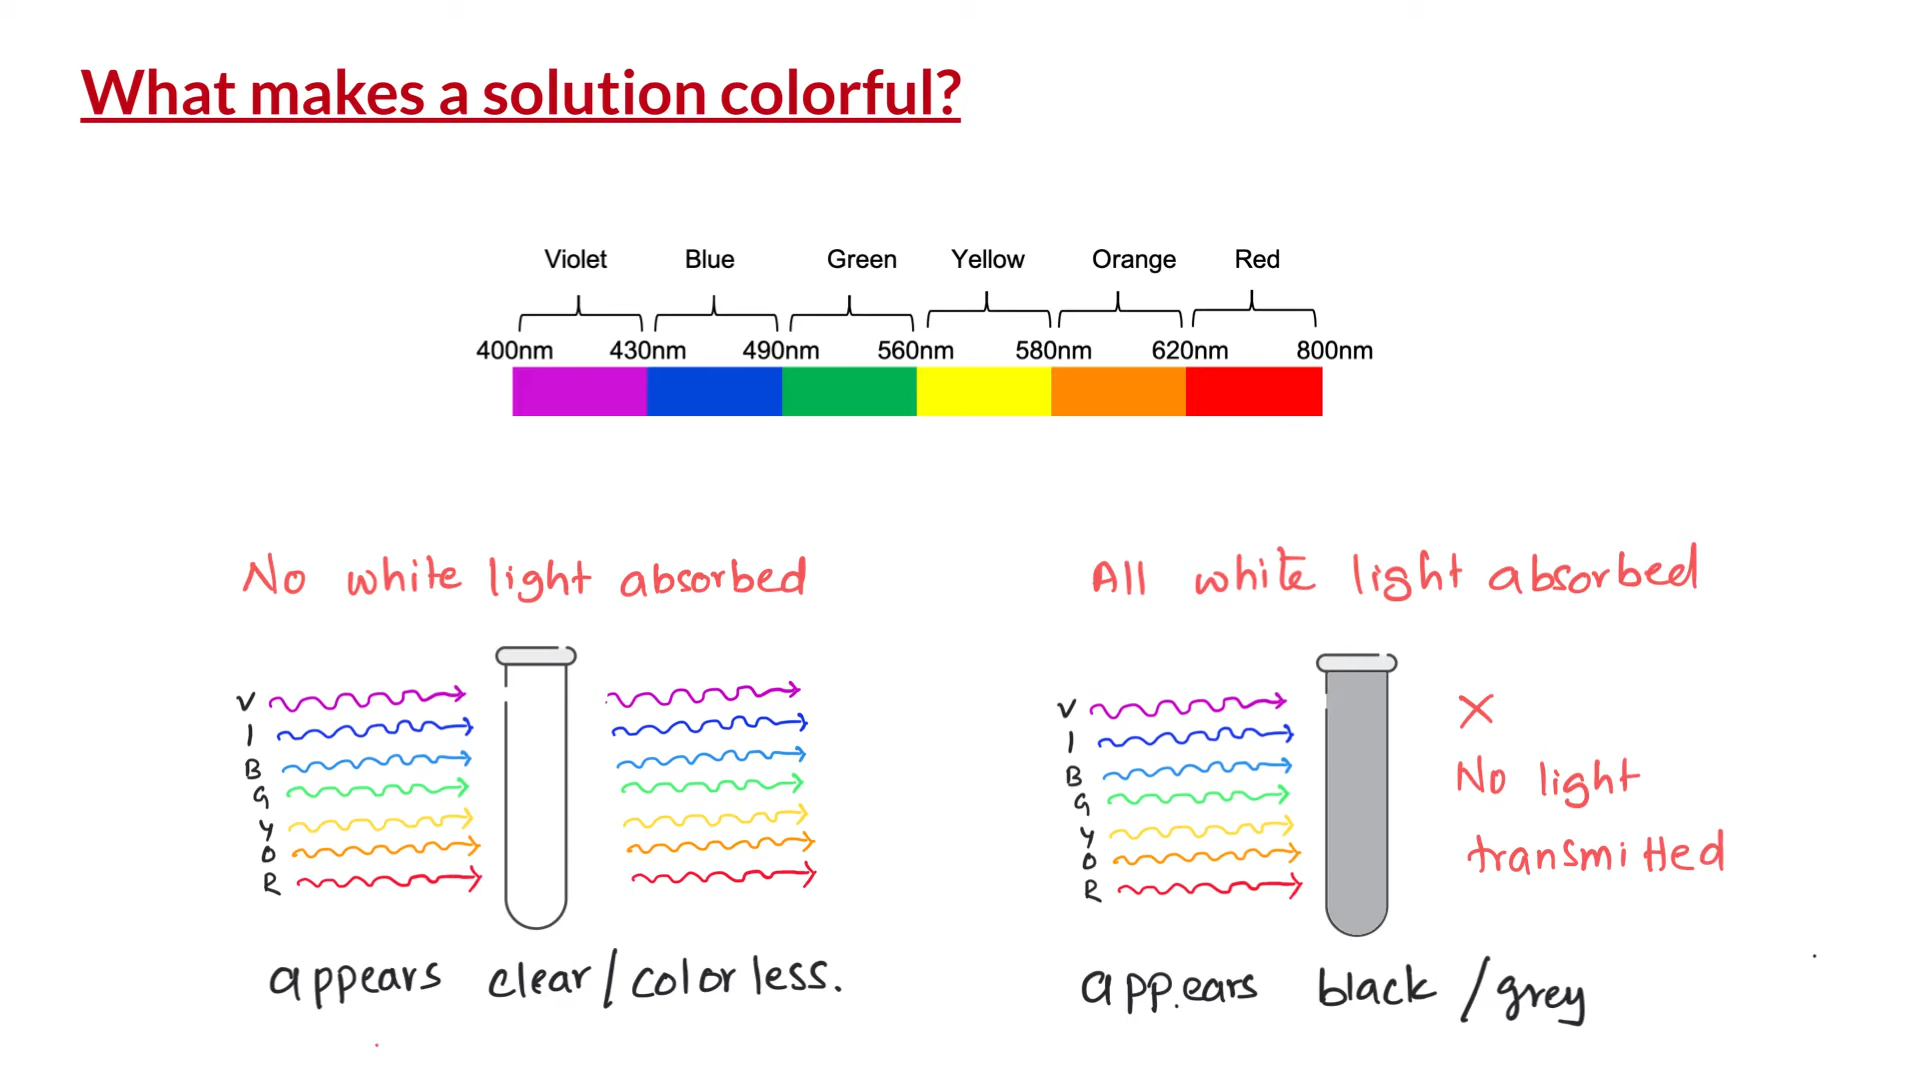 What makes a solution colorful?
Violet Blue Green Yellow Orange Red
400nm 430nm 490nm 560nm 580nm 620nm 800nm
No white light absorbed
V
I
B
G
Y
O
R
appears clear/colorless.
All white light absorbed
V
I
B
G
Y
O
R
X
No light
transmitted
appears black/grey